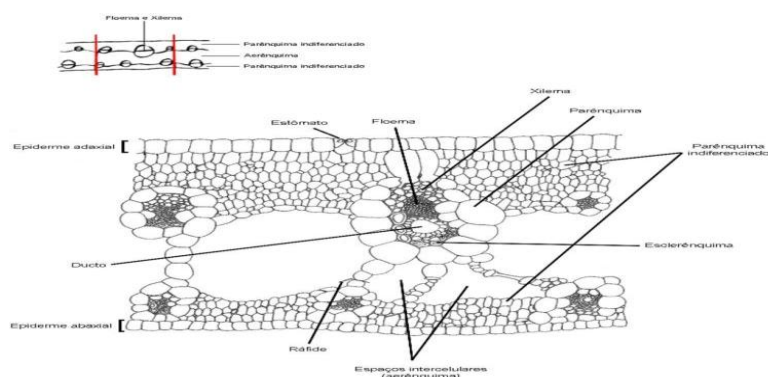 Floema e Xilema
Parênquima indiferenciado
Aerênquima
Parênquima indiferenciado
Xilema
Parênquima
Floema
Estômato
Epiderme adaxial
Parênquima
indiferenciado
Esclerênquima
Ducto
Epiderme abaxial
Ráfide
Espaços intercelulares
(aerênquima)